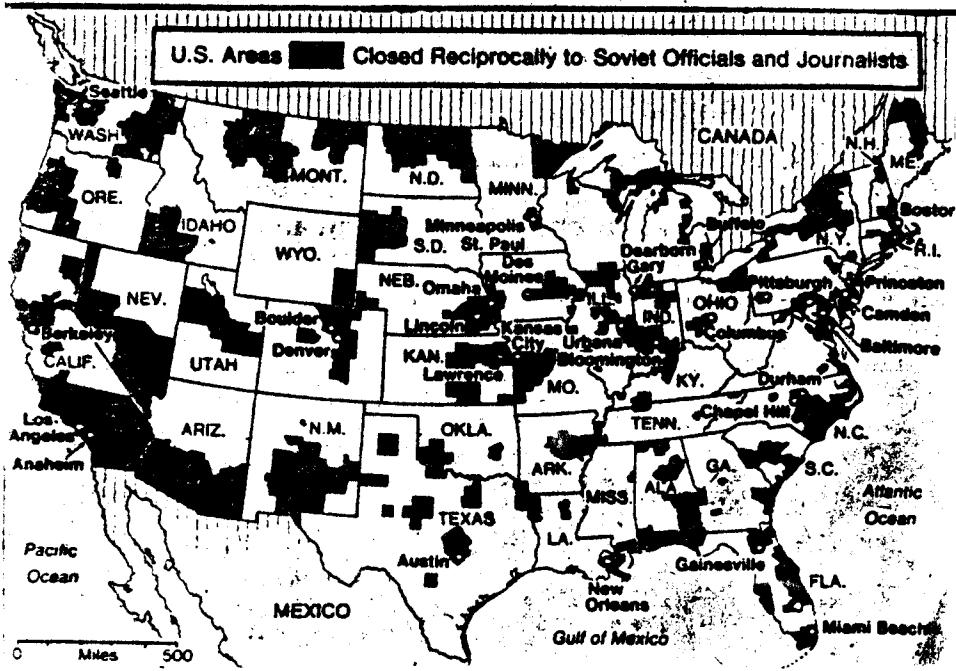 U.S. Areas Closed Reciprocally to Soviet Officials and Journalists
Seattle
WASH
CANADA
N.H.
ME.
MONT.
N.D.
MINN.
ORE.
IDAHO
Minneapolis
St. Paul
Buffalo
Boston
N.Y.
R.I.
WYO.
S.D.
Dearborn
Gary
Des
Moines
NEB.
Omaha
ILL.
Pittsburgh
Princeton
NEV.
OHIO
IND.
Camden
Boulder
Lincoln
Kansas
City
Urbana
Columbus
Berkeley
Denver
Baltimore
CALIF.
UTAH
KAN.
Lawrence
Bloomington
MO.
KY.
Durham
Los
Angeles
Anaheim
ARIZ.
N.M.
OKLA.
TENN.
Chapel Hill
N.C.
ARK.
MISS.
ALA.
GA.
S.C.
Atlantic
Ocean
TEXAS
LA.
Pacific
Ocean
Austin
Gainesville
FLA.
New
Orleans
MEXICO
Gulf of Mexico
Miami Beach
0 Miles 500